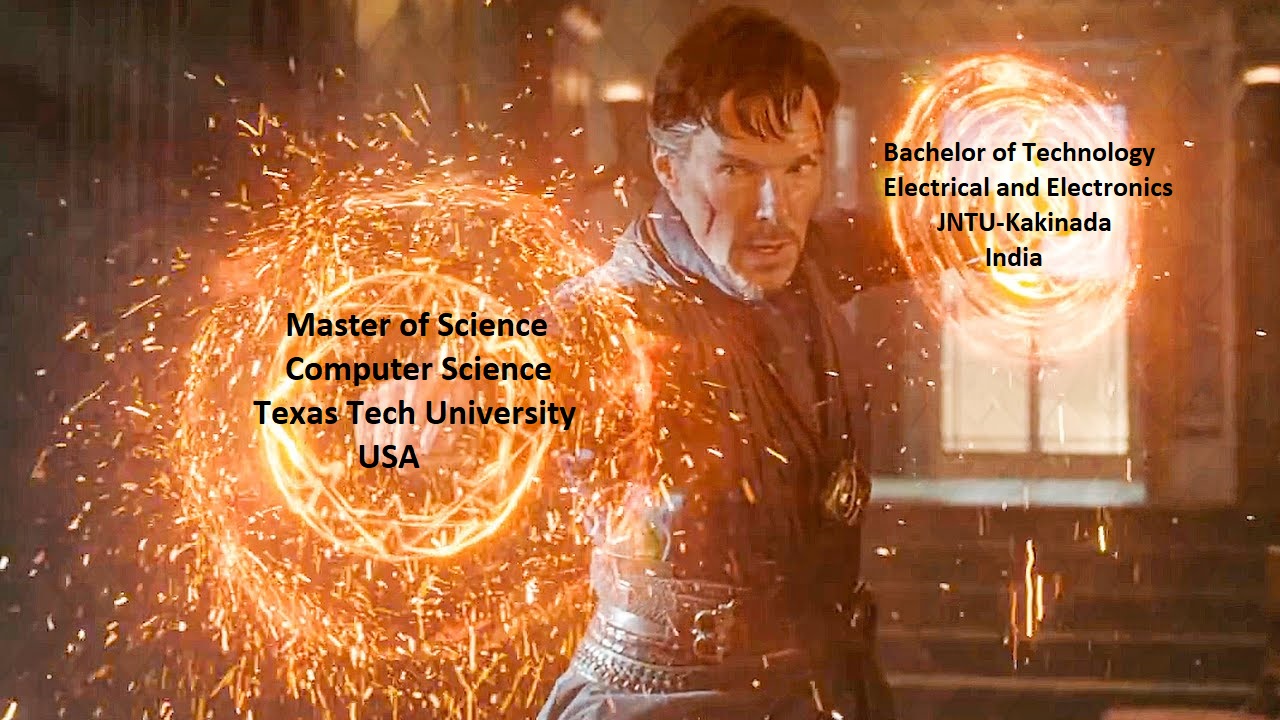 Master of Science
Computer Science
Texas Tech University
USA
Bachelor of Technology
Electrical and Electronics
JNTU-Kakinada
India